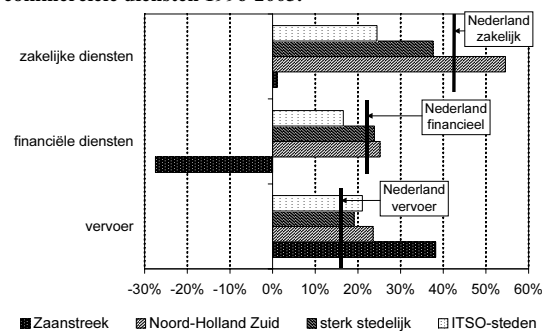 commerciële diensten 1996-2003.
Nederland
zakelijk
zakelijke diensten
Nederland
financieel
financiële diensten
Nederland
vervoer
vervoer
-30% -20% -10% 0% 10% 20% 30% 40% 50% 60%
Zaanstreek Noord-Holland Zuid sterk stedelijk ITSO-steden